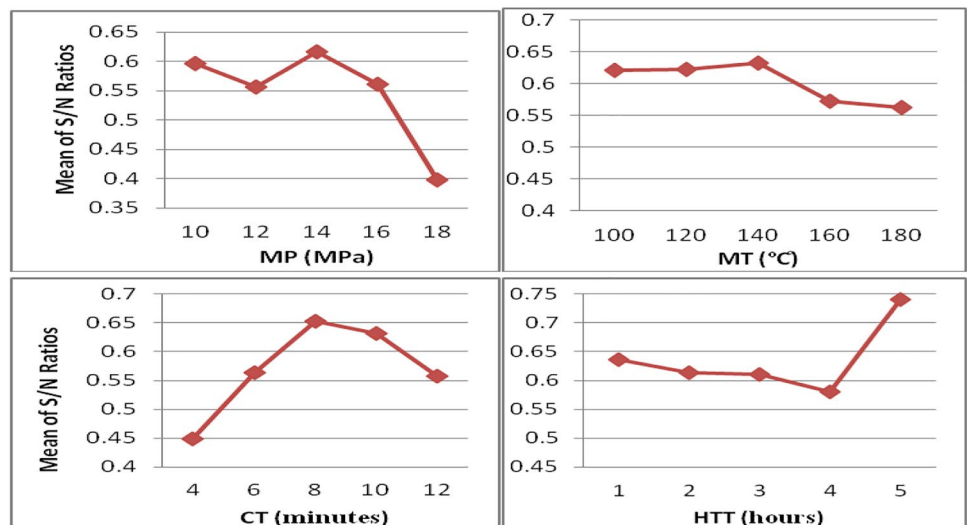 Mean of S/N Ratios
0.65
0.6
0.55
0.5
0.45
0.4
0.35
10 12 14 16 18
MP (MPa)
0.7
0.65
0.6
0.55
0.5
0.45
0.4
100 120 140 160 180
MT (°C)
Mean of S/N Ratios
0.7
0.65
0.6
0.55
0.5
0.45
0.4
4 6 8 10 12
CT (minutes)
0.75
0.7
0.65
0.6
0.55
0.5
0.45
1 2 3 4 5
HTT (hours)